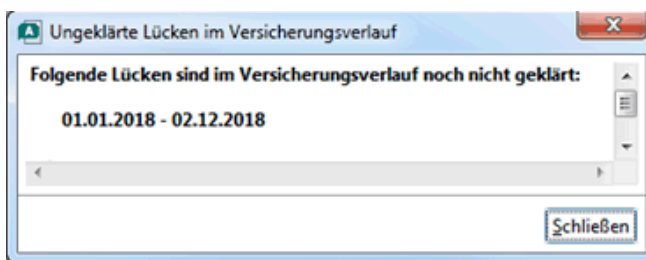 Ungeklärte Lücken im Versicherungsverlauf
Folgende Lücken sind im Versicherungsverlauf noch nicht geklärt:
01.01.2018 - 02.12.2018
Schließen